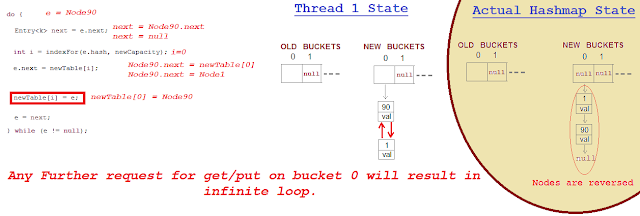 do {
e = Node90
Entry<k> next = e.next;
next = Node90.next
next = null
int i = indexFor(e.hash, newCapacity);
i=0
e.next = newTable[i];
Node90.next = newTable[0]
Node90.next = Node1
newTable[i] = e;
newTable[0] = Node90
e = next;
} while (e != null);
Thread 1 State
OLD BUCKETS
0 1
null
NEW BUCKETS
0 1
null
90
val
1
val
Any Further request for get/put on bucket 0 will result in
infinite loop.
Actual Hashmap State
OLD BUCKETS
0 1
null
NEW BUCKETS
0 1
null null
1
val
90
val
null
Nodes are reversed